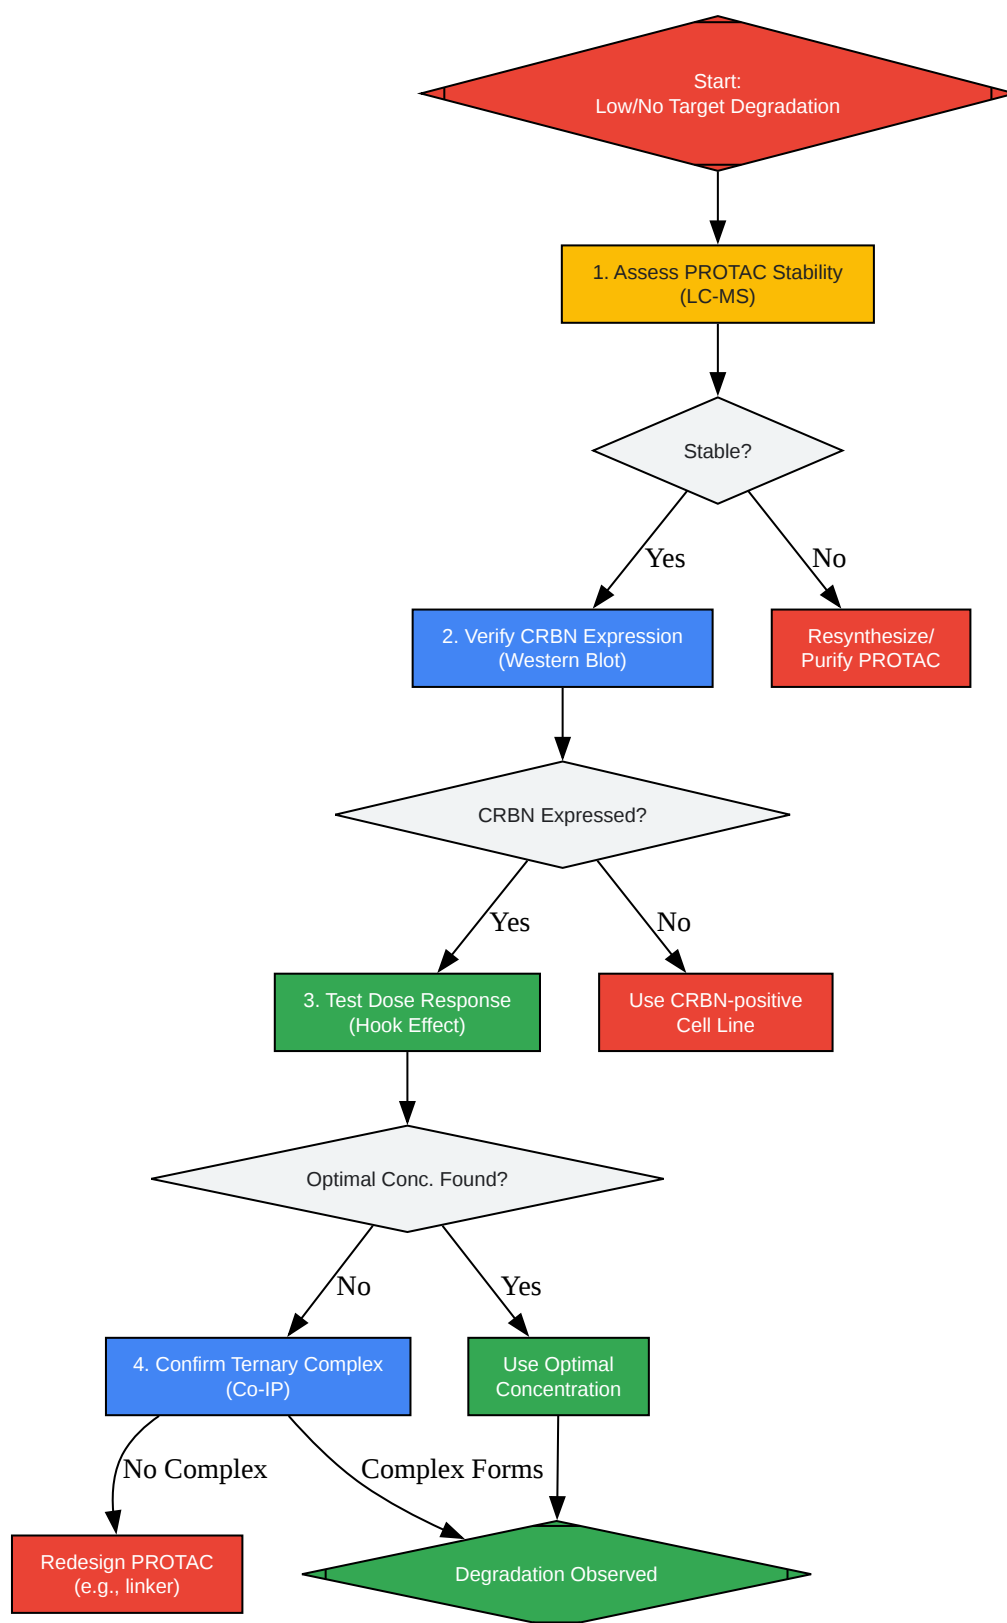 Start:
Low/No Target Degradation
1. Assess PROTAC Stability
(LC-MS)
Stable?
Yes
No
2. Verify CRBN Expression
(Western Blot)
Resynthesize/
Purify PROTAC
CRBN Expressed?
Yes
No
3. Test Dose Response
(Hook Effect)
Use CRBN-positive
Cell Line
Optimal Conc. Found?
No
Yes
4. Confirm Ternary Complex
(Co-IP)
Use Optimal
Concentration
No Complex
Complex Forms
Redesign PROTAC
(e.g., linker)
Degradation Observed